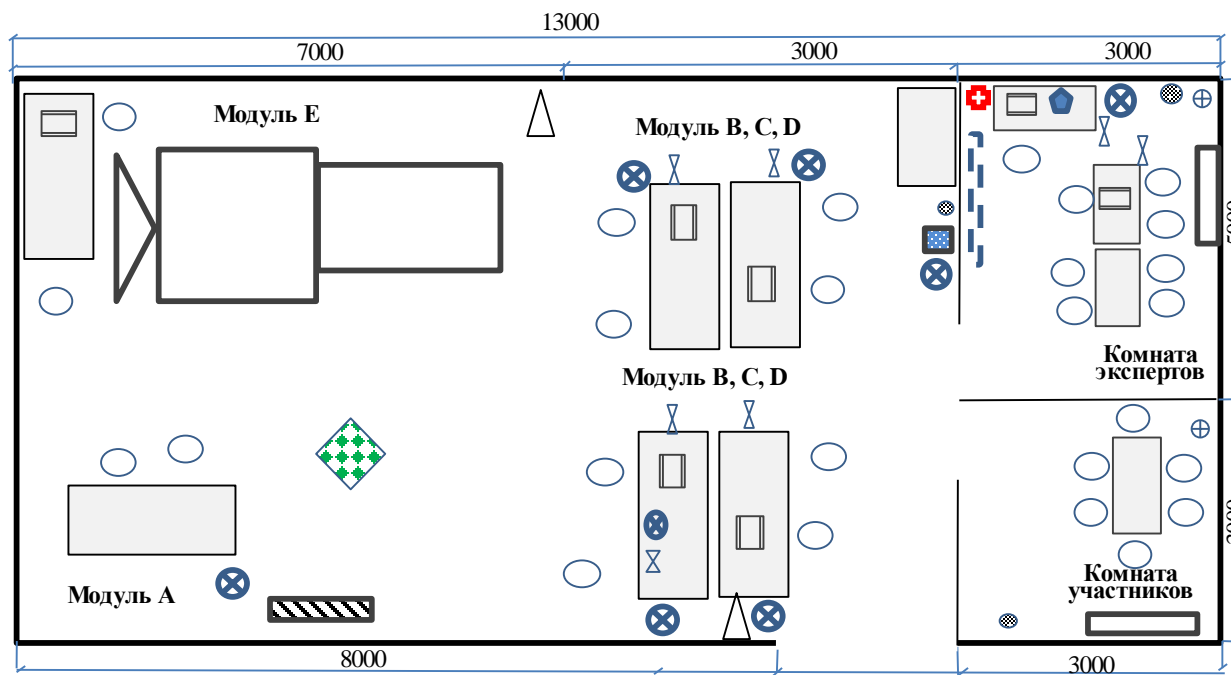 13000
7000
3000
3000
Модуль E
Модуль B, C, D
Модуль B, C, D
Комната
экспертов
Модуль A
Комната
участников
8000
3000